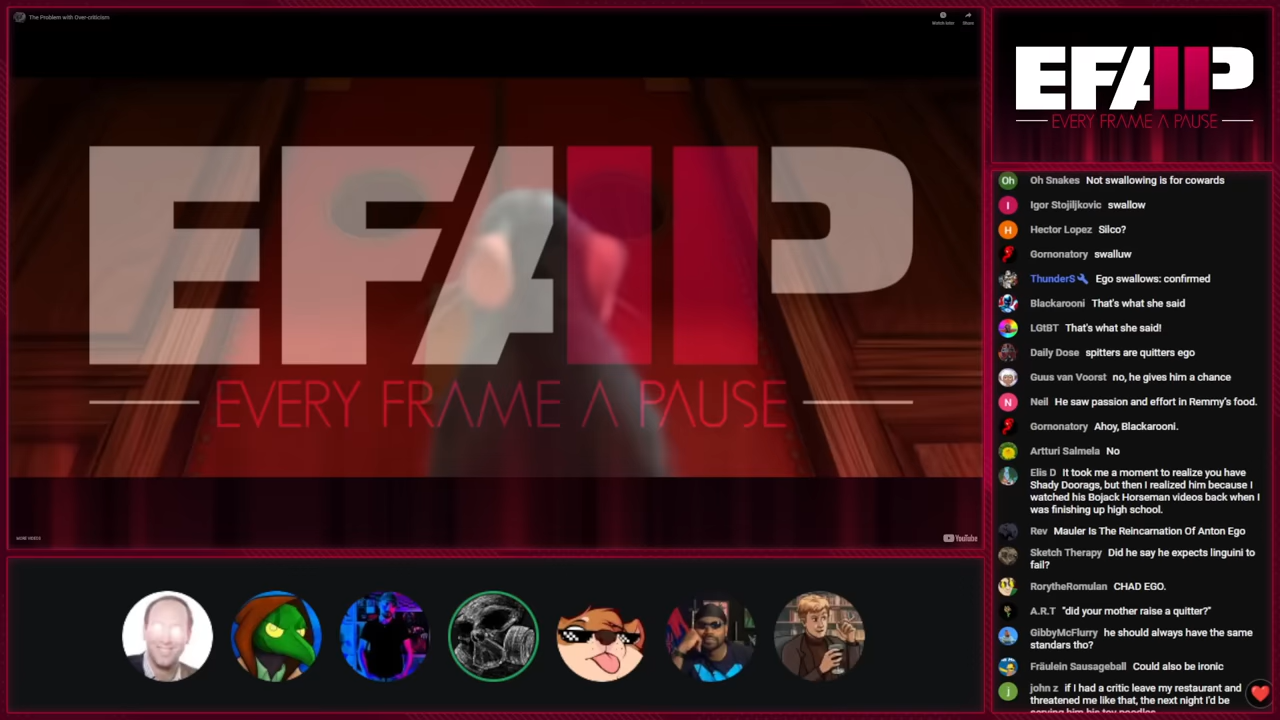 The Problem with Over-criticism
Watch later
Share
EFAP
EVERY FRAME A PAUSE
MORE VIDEOS
YouTube
EFAP
EVERY FRAME A PAUSE
Oh
Oh Snakes Not swallowing is for cowards
I
Igor Stojiljkovic swallow
H
Hector Lopez Silco?
Gornonatory swalluw
ThunderS Ego swallows: confirmed
Blackarooni That's what she said
LGtBT That's what she said!
Daily Dose spitters are quitters ego
Guus van Voorst no, he gives him a chance
N
Neil He saw passion and effort in Remmy's food.
Gornonatory Ahoy, Blackarooni.
Artturi Salmela No
Elis D It took me a moment to realize you have
Shady Doorags, but then I realized him because I
watched his Bojack Horseman videos back when I
was finishing up high school.
Rev Mauler Is The Reincarnation Of Anton Ego
Sketch Therapy Did he say he expects linguini to
fail?
RorytheRomulan CHAD EGO.
A.R.T "did your mother raise a quitter?"
GibbyMcFlurry he should always have the same
standars tho?
Fräulein Sausageball Could also be ironic
j
john z if I had a critic leave my restaurant and
threatened me like that, the next night I'd be